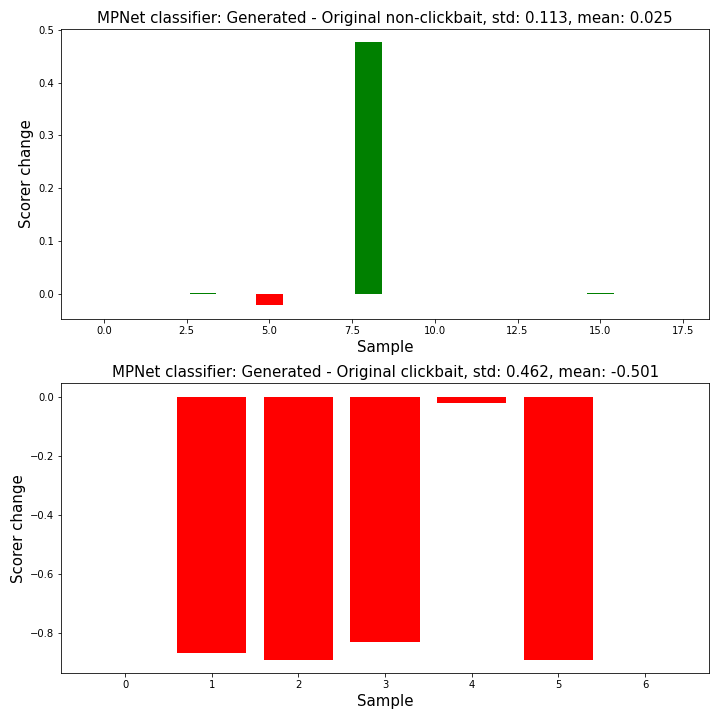 MPNet classifier: Generated - Original non-clickbait, std: 0.113, mean: 0.025
Scorer change
0.5
0.4
0.3
0.2
0.1
0.0
0.0 2.5 5.0 7.5 10.0 12.5 15.0 17.5
Sample
MPNet classifier: Generated - Original clickbait, std: 0.462, mean: -0.501
Scorer change
0.0
−0.2
−0.4
−0.6
−0.8
0 1 2 3 4 5 6
Sample